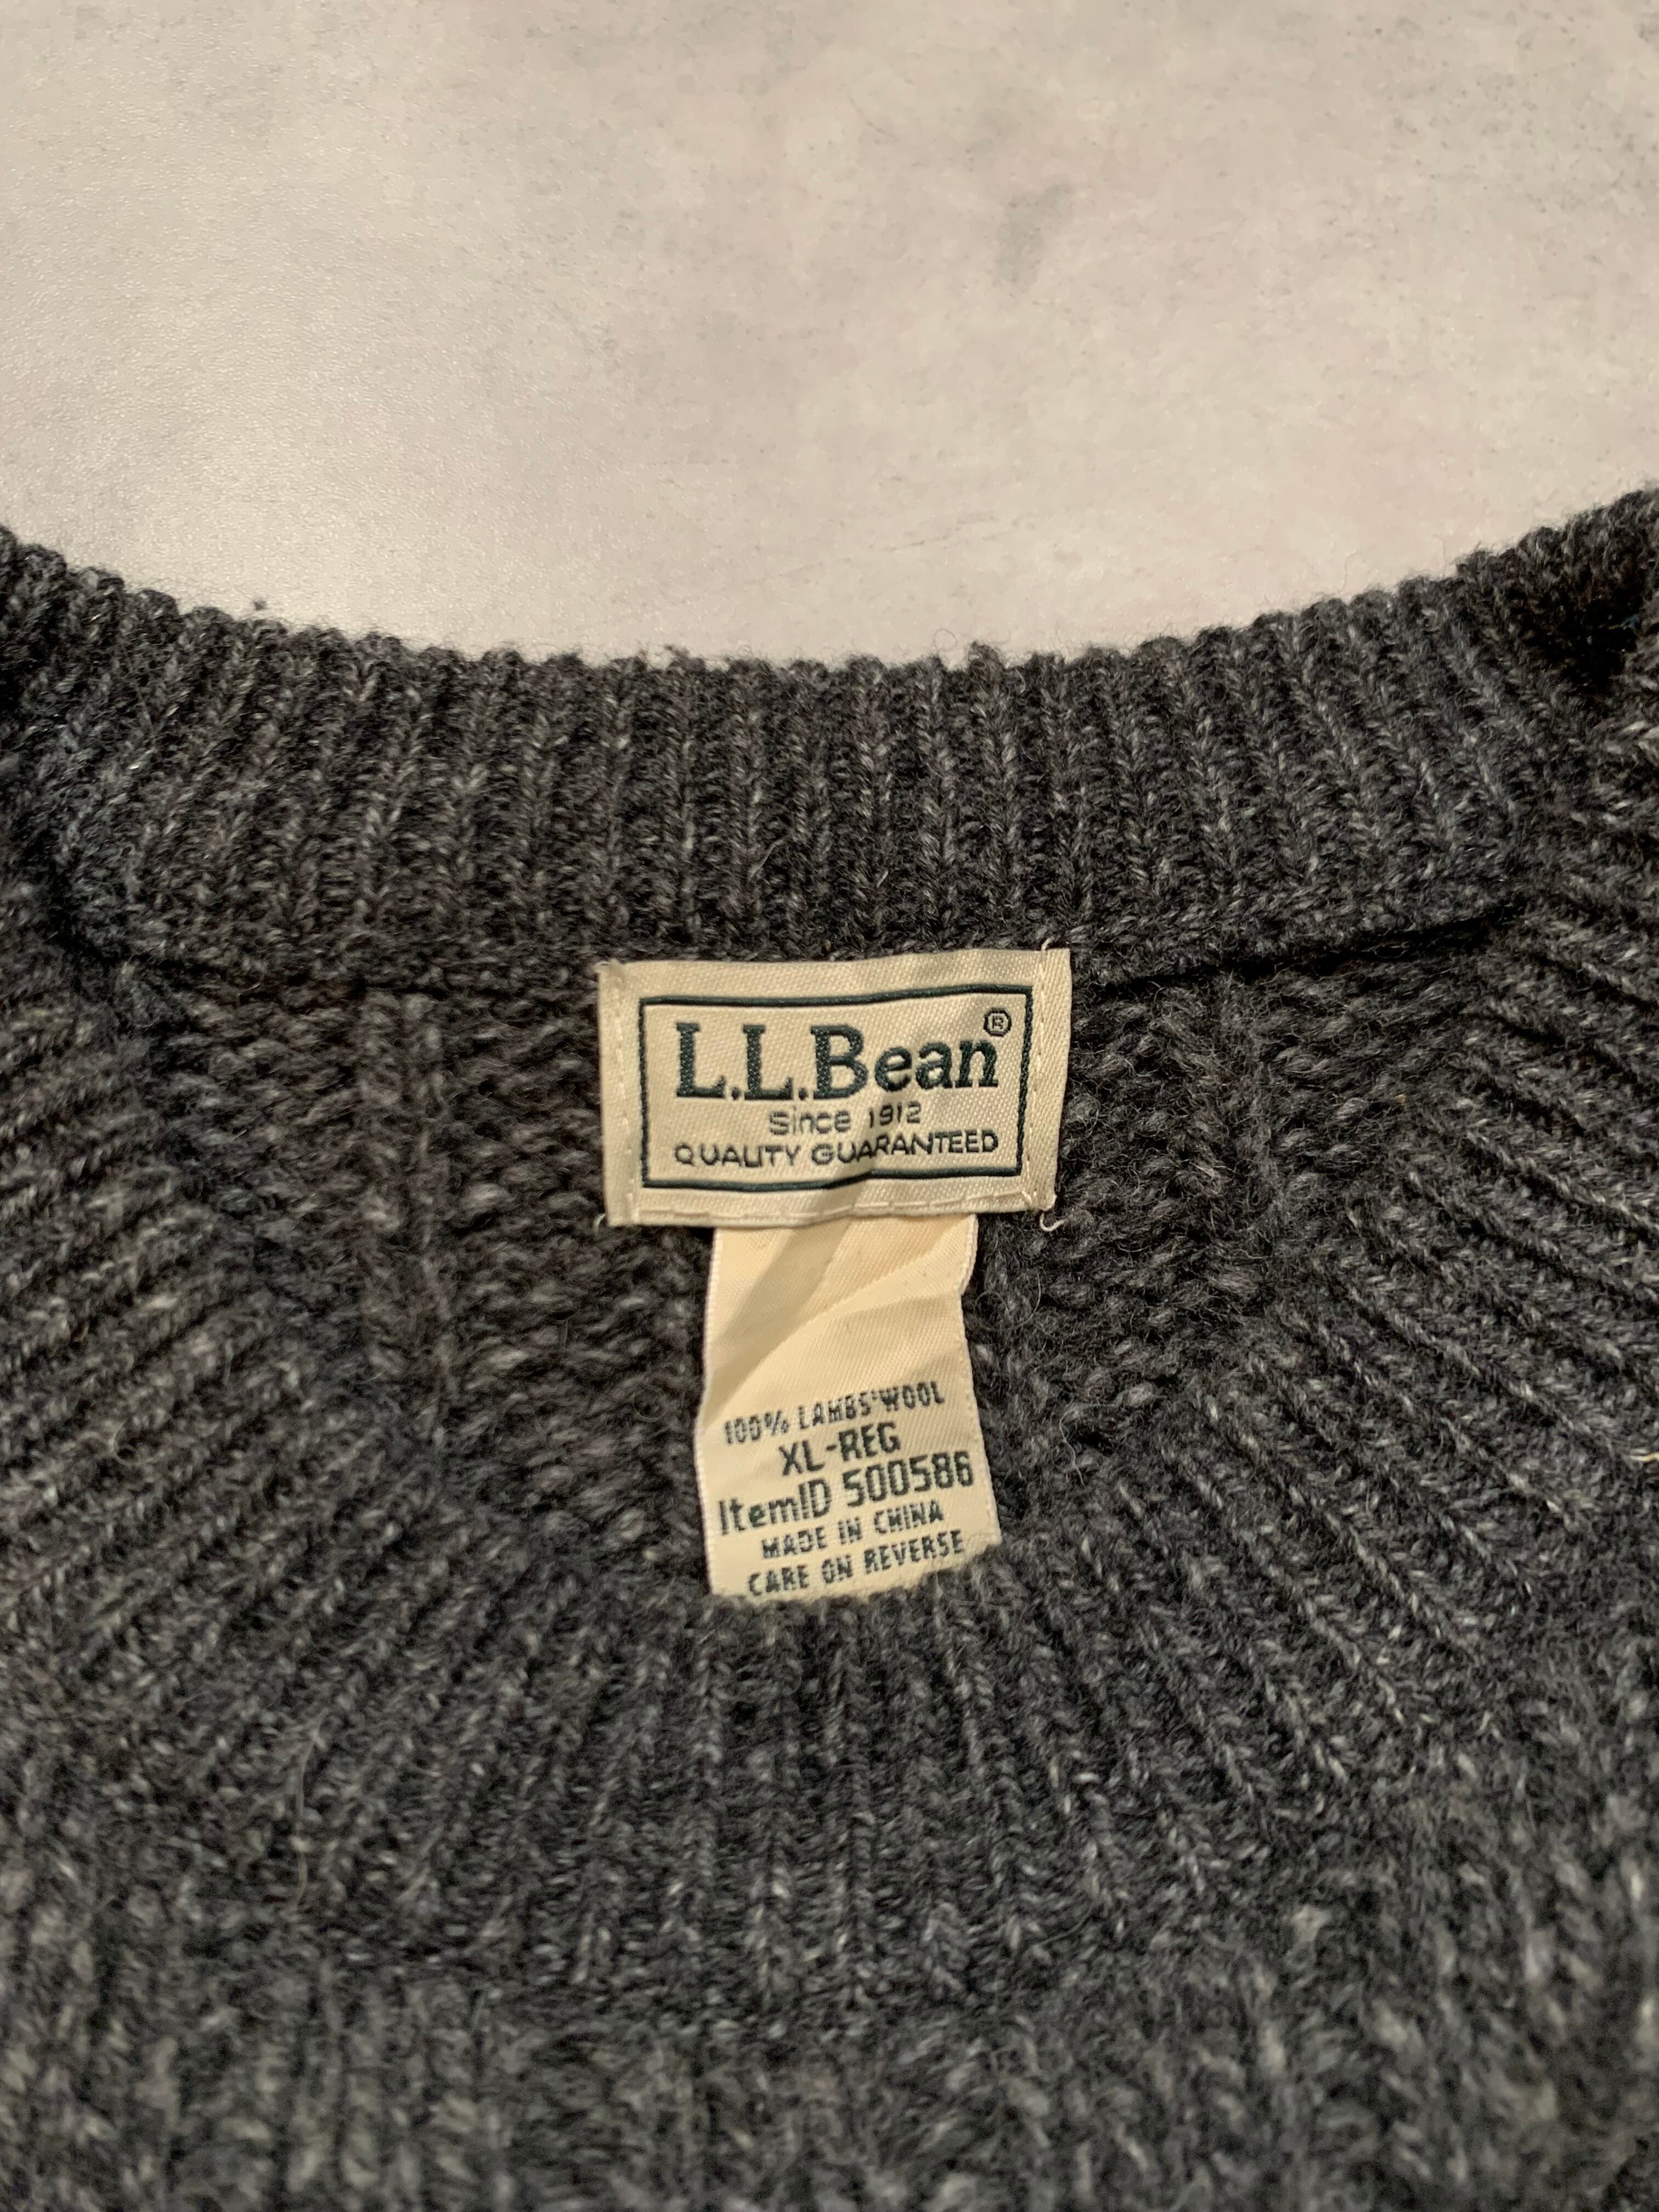 L.L.Bean®
Since 1912
QUALITY GUARANTEED
100% LAMBS'WOOL
XL-REG
ItemID 500586
MADE IN CHINA
CARE ON REVERSE